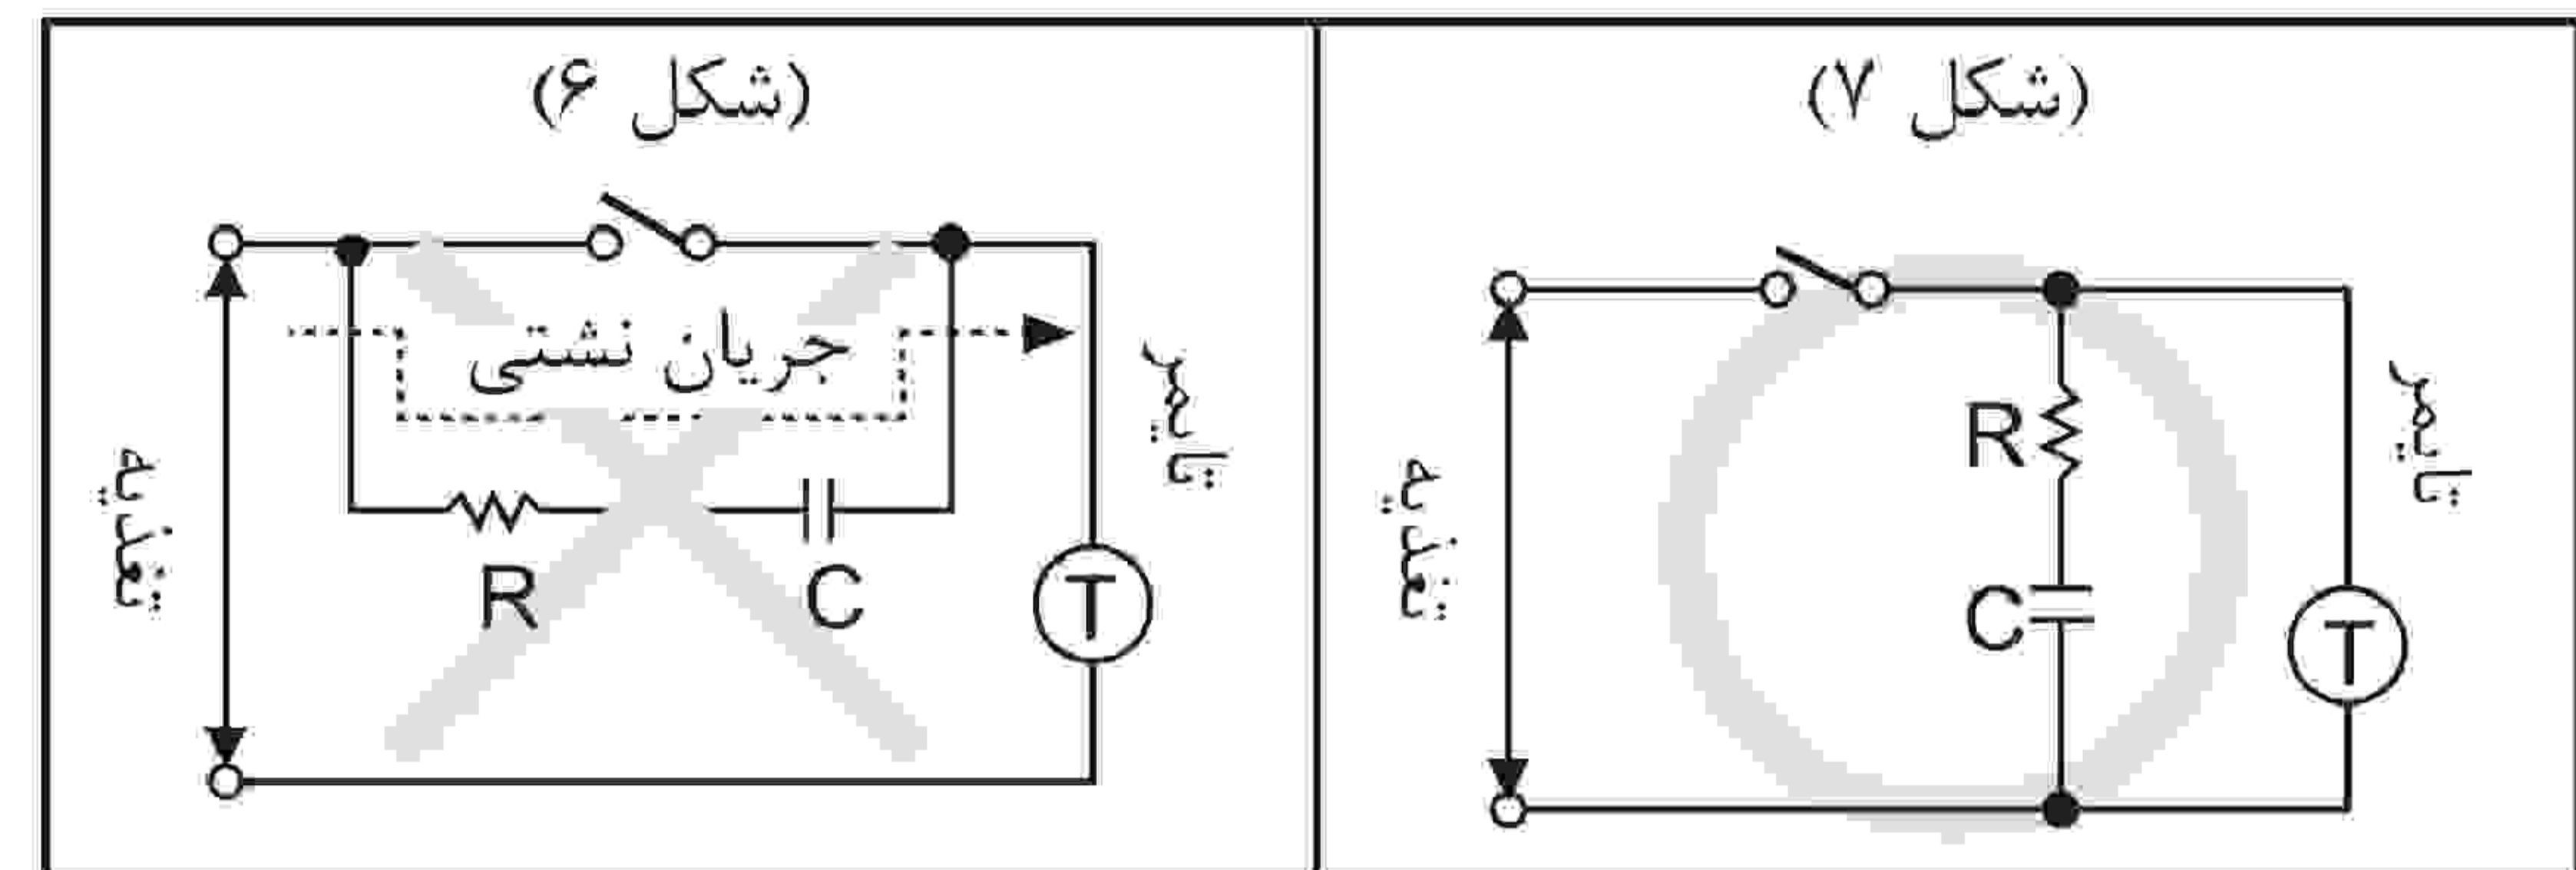 (شکل ۷)
تغذیه
R
C
T
تایمر
(شکل ۶)
تغذیه
جریان نشتی
R
C
T
تایمر